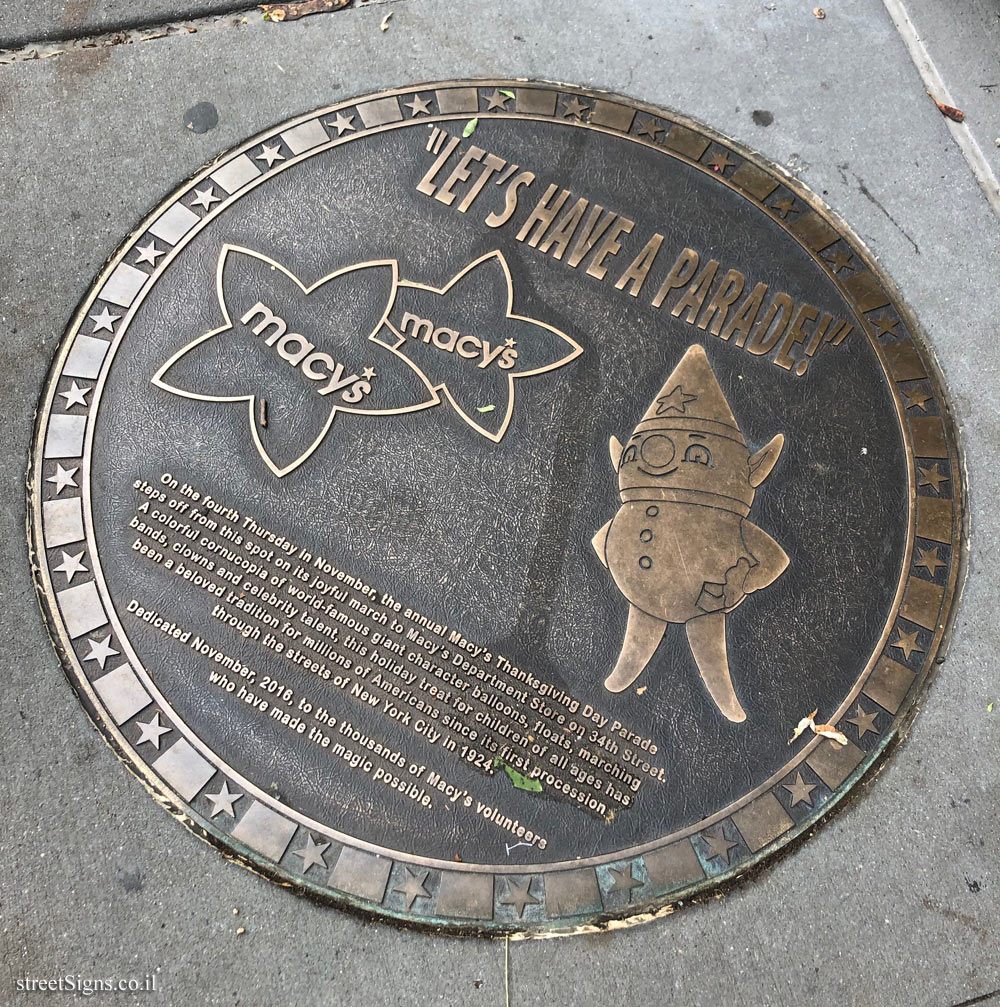 "LET'S HAVE A PARADE!"
macy's
macy's
On the fourth Thursday in November, the annual Macy's Thanksgiving Day Parade
steps off from this spot on its joyful march to Macy's Department Store on 34th Street.
A colorful cornucopia of world-famous giant character balloons, floats, marching
bands, clowns and celebrity talent, this holiday treat for children of all ages has
been a beloved tradition for millions of Americans since its first procession
through the streets of New York City in 1924.
Dedicated November, 2016, to the thousands of Macy's volunteers
who have made the magic possible.
streetSigns.co.il